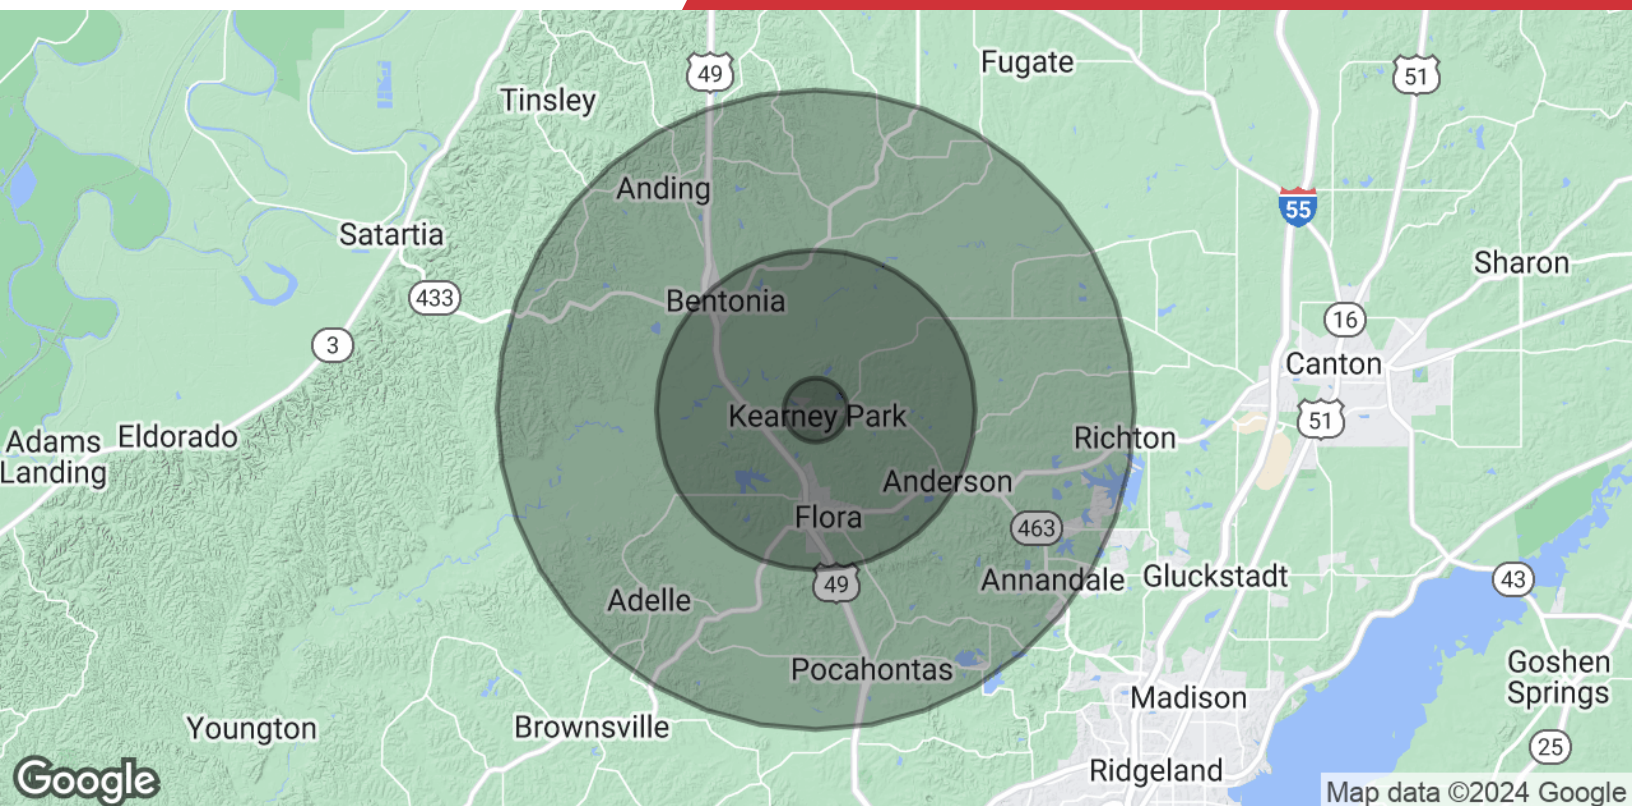 49
Fugate
51
Tinsley
Anding
55
Satartia
Sharon
433
Bentonia
16
3
Canton
Kearney Park
51
Adams
Landing
Eldorado
Richton
Anderson
Flora
463
Annandale
Gluckstadt
43
49
Adelle
Pocahontas
Goshen
Springs
Madison
Youngton
Brownsville
25
Ridgeland
Google
Map data ©2024 Google